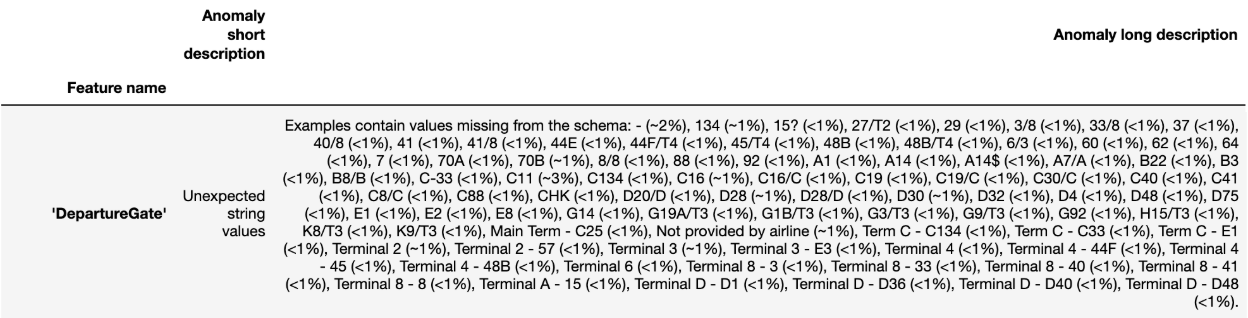 Anomaly
short
description
Anomaly long description
Feature name
Examples contain values missing from the schema: - (~2%), 134 (~1%), 15? (<1%), 27/T2 (<1%), 29 (<1%), 3/8 (<1%), 33/8 (<1%), 37 (<1%),
40/8 (<1%), 41 (<1%), 41/8 (<1%), 44E (<1%), 44F/T4 (<1%), 45/T4 (<1%), 48B (<1%), 48B/T4 (<1%), 6/3 (<1%), 60 (<1%), 62 (<1%), 64
(<1%), 7 (<1%), 70A (<1%), 70B (~1%), 8/8 (<1%), 88 (<1%), 92 (<1%), A1 (<1%), A14 (<1%), A14$ (<1%), A7/A (<1%), B22 (<1%), B3
(<1%), B8/B (<1%), C-33 (<1%), C11 (~3%), C134 (<1%), C16 (~1%), C16/C (<1%), C19 (<1%), C19/C (<1%), C30/C (<1%), C40 (<1%), C41
(<1%), C8/C (<1%), C88 (<1%), CHK (<1%), D20/D (<1%), D28 (~1%), D28/D (<1%), D30 (~1%), D32 (<1%), D4 (<1%), D48 (<1%), D75
(<1%), E1 (<1%), E2 (<1%), E8 (<1%), G14 (<1%), G19A/T3 (<1%), G1B/T3 (<1%), G3/T3 (<1%), G9/T3 (<1%), G92 (<1%), H15/T3 (<1%),
K8/T3 (<1%), K9/T3 (<1%), Main Term - C25 (<1%), Not provided by airline (~1%), Term C - C134 (<1%), Term C - C33 (<1%), Term C - E1
(<1%), Terminal 2 (~1%), Terminal 2 - 57 (<1%), Terminal 3 (~1%), Terminal 3 - E3 (<1%), Terminal 4 (<1%), Terminal 4 - 44F (<1%), Terminal 4
- 45 (<1%), Terminal 4 - 48B (<1%), Terminal 6 (<1%), Terminal 8 - 3 (<1%), Terminal 8 - 33 (<1%), Terminal 8 - 40 (<1%), Terminal 8 - 41
(<1%), Terminal 8 - 8 (<1%), Terminal A - 15 (<1%), Terminal D - D1 (<1%), Terminal D - D36 (<1%), Terminal D - D40 (<1%), Terminal D - D48
(<1%).
'DepartureGate'
Unexpected
string
values